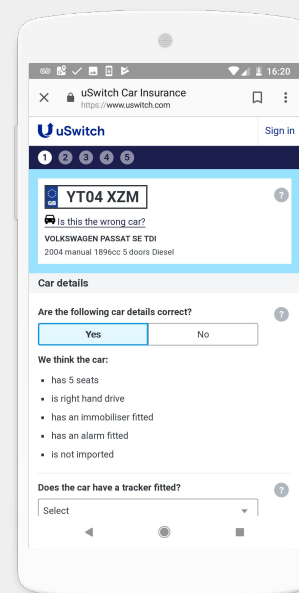 16:20
uSwitch Car Insurance
https://www.uswitch.com
uSwitch
Sign in
1 2 3 4 5
GB
YT04 XZM
?
Is this the wrong car?
VOLKSWAGEN PASSAT SE TDI
2004 manual 1896cc 5 doors Diesel
Car details
Are the following car details correct?
?
Yes
No
We think the car:
has 5 seats
is right hand drive
has an immobiliser fitted
has an alarm fitted
is not imported
Does the car have a tracker fitted?
?
Select